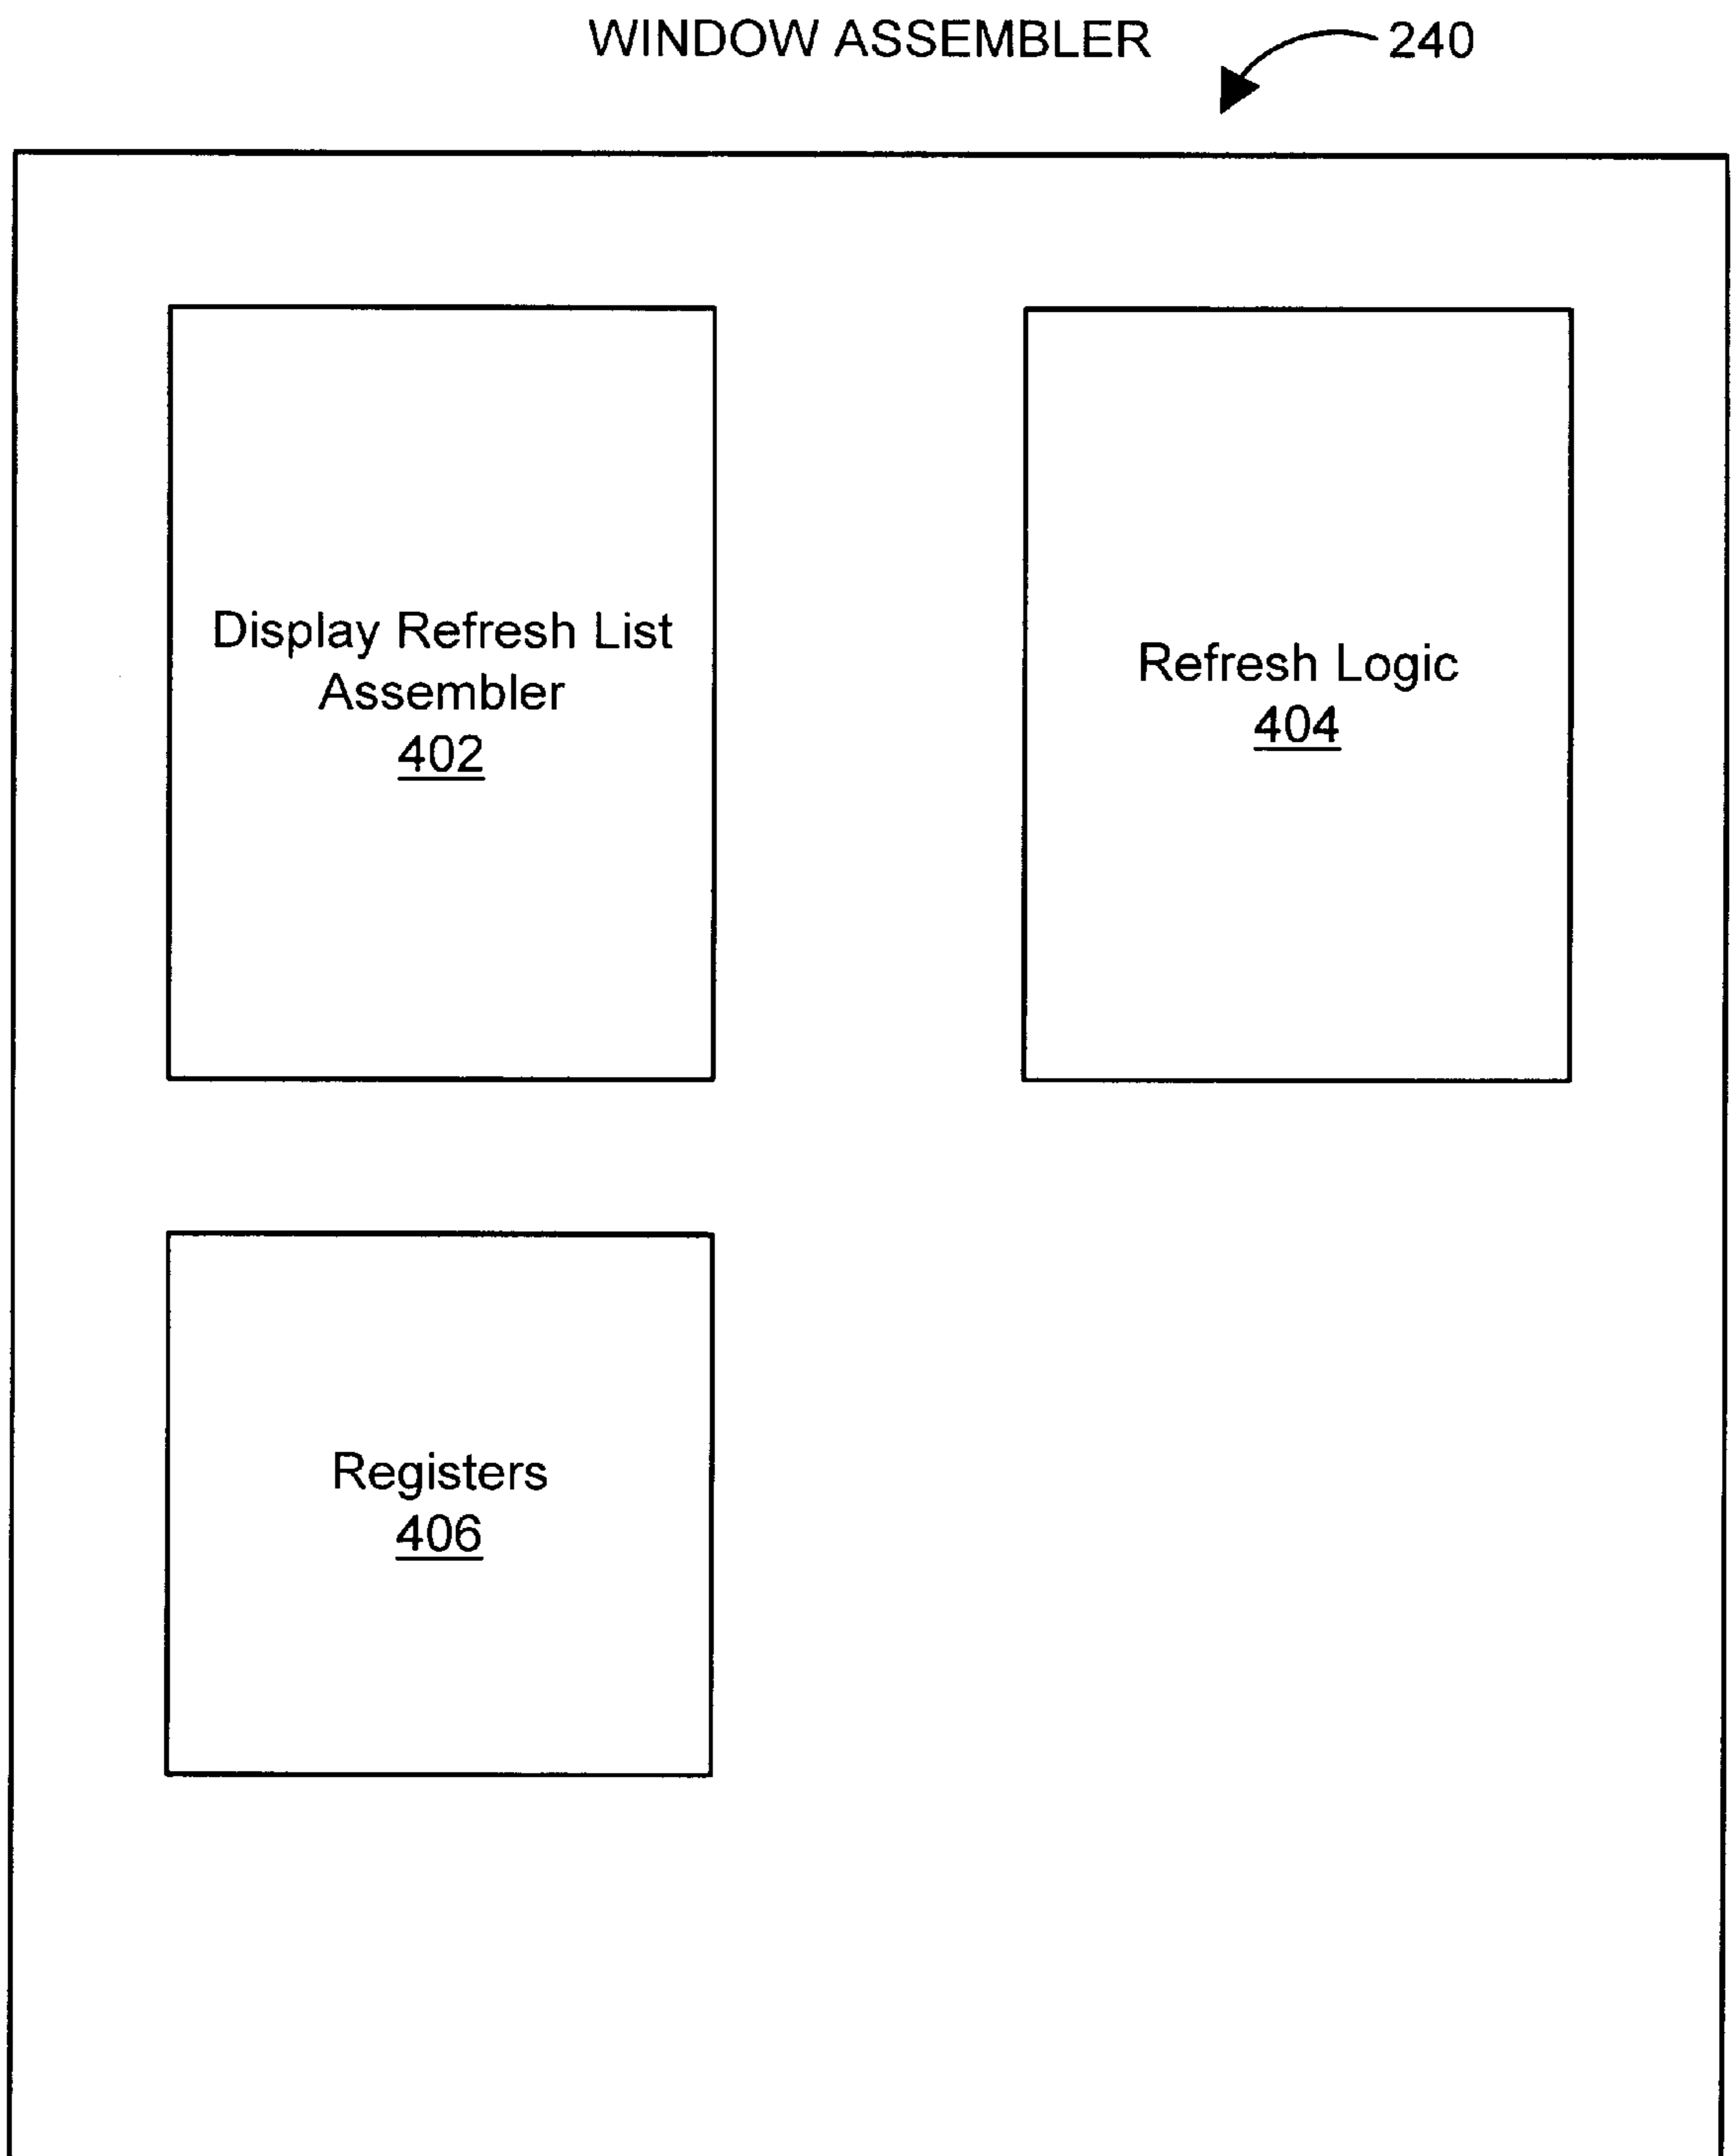 WINDOW ASSEMBLER 240
Display Refresh List
Assembler
402
Refresh Logic
404
Registers
406